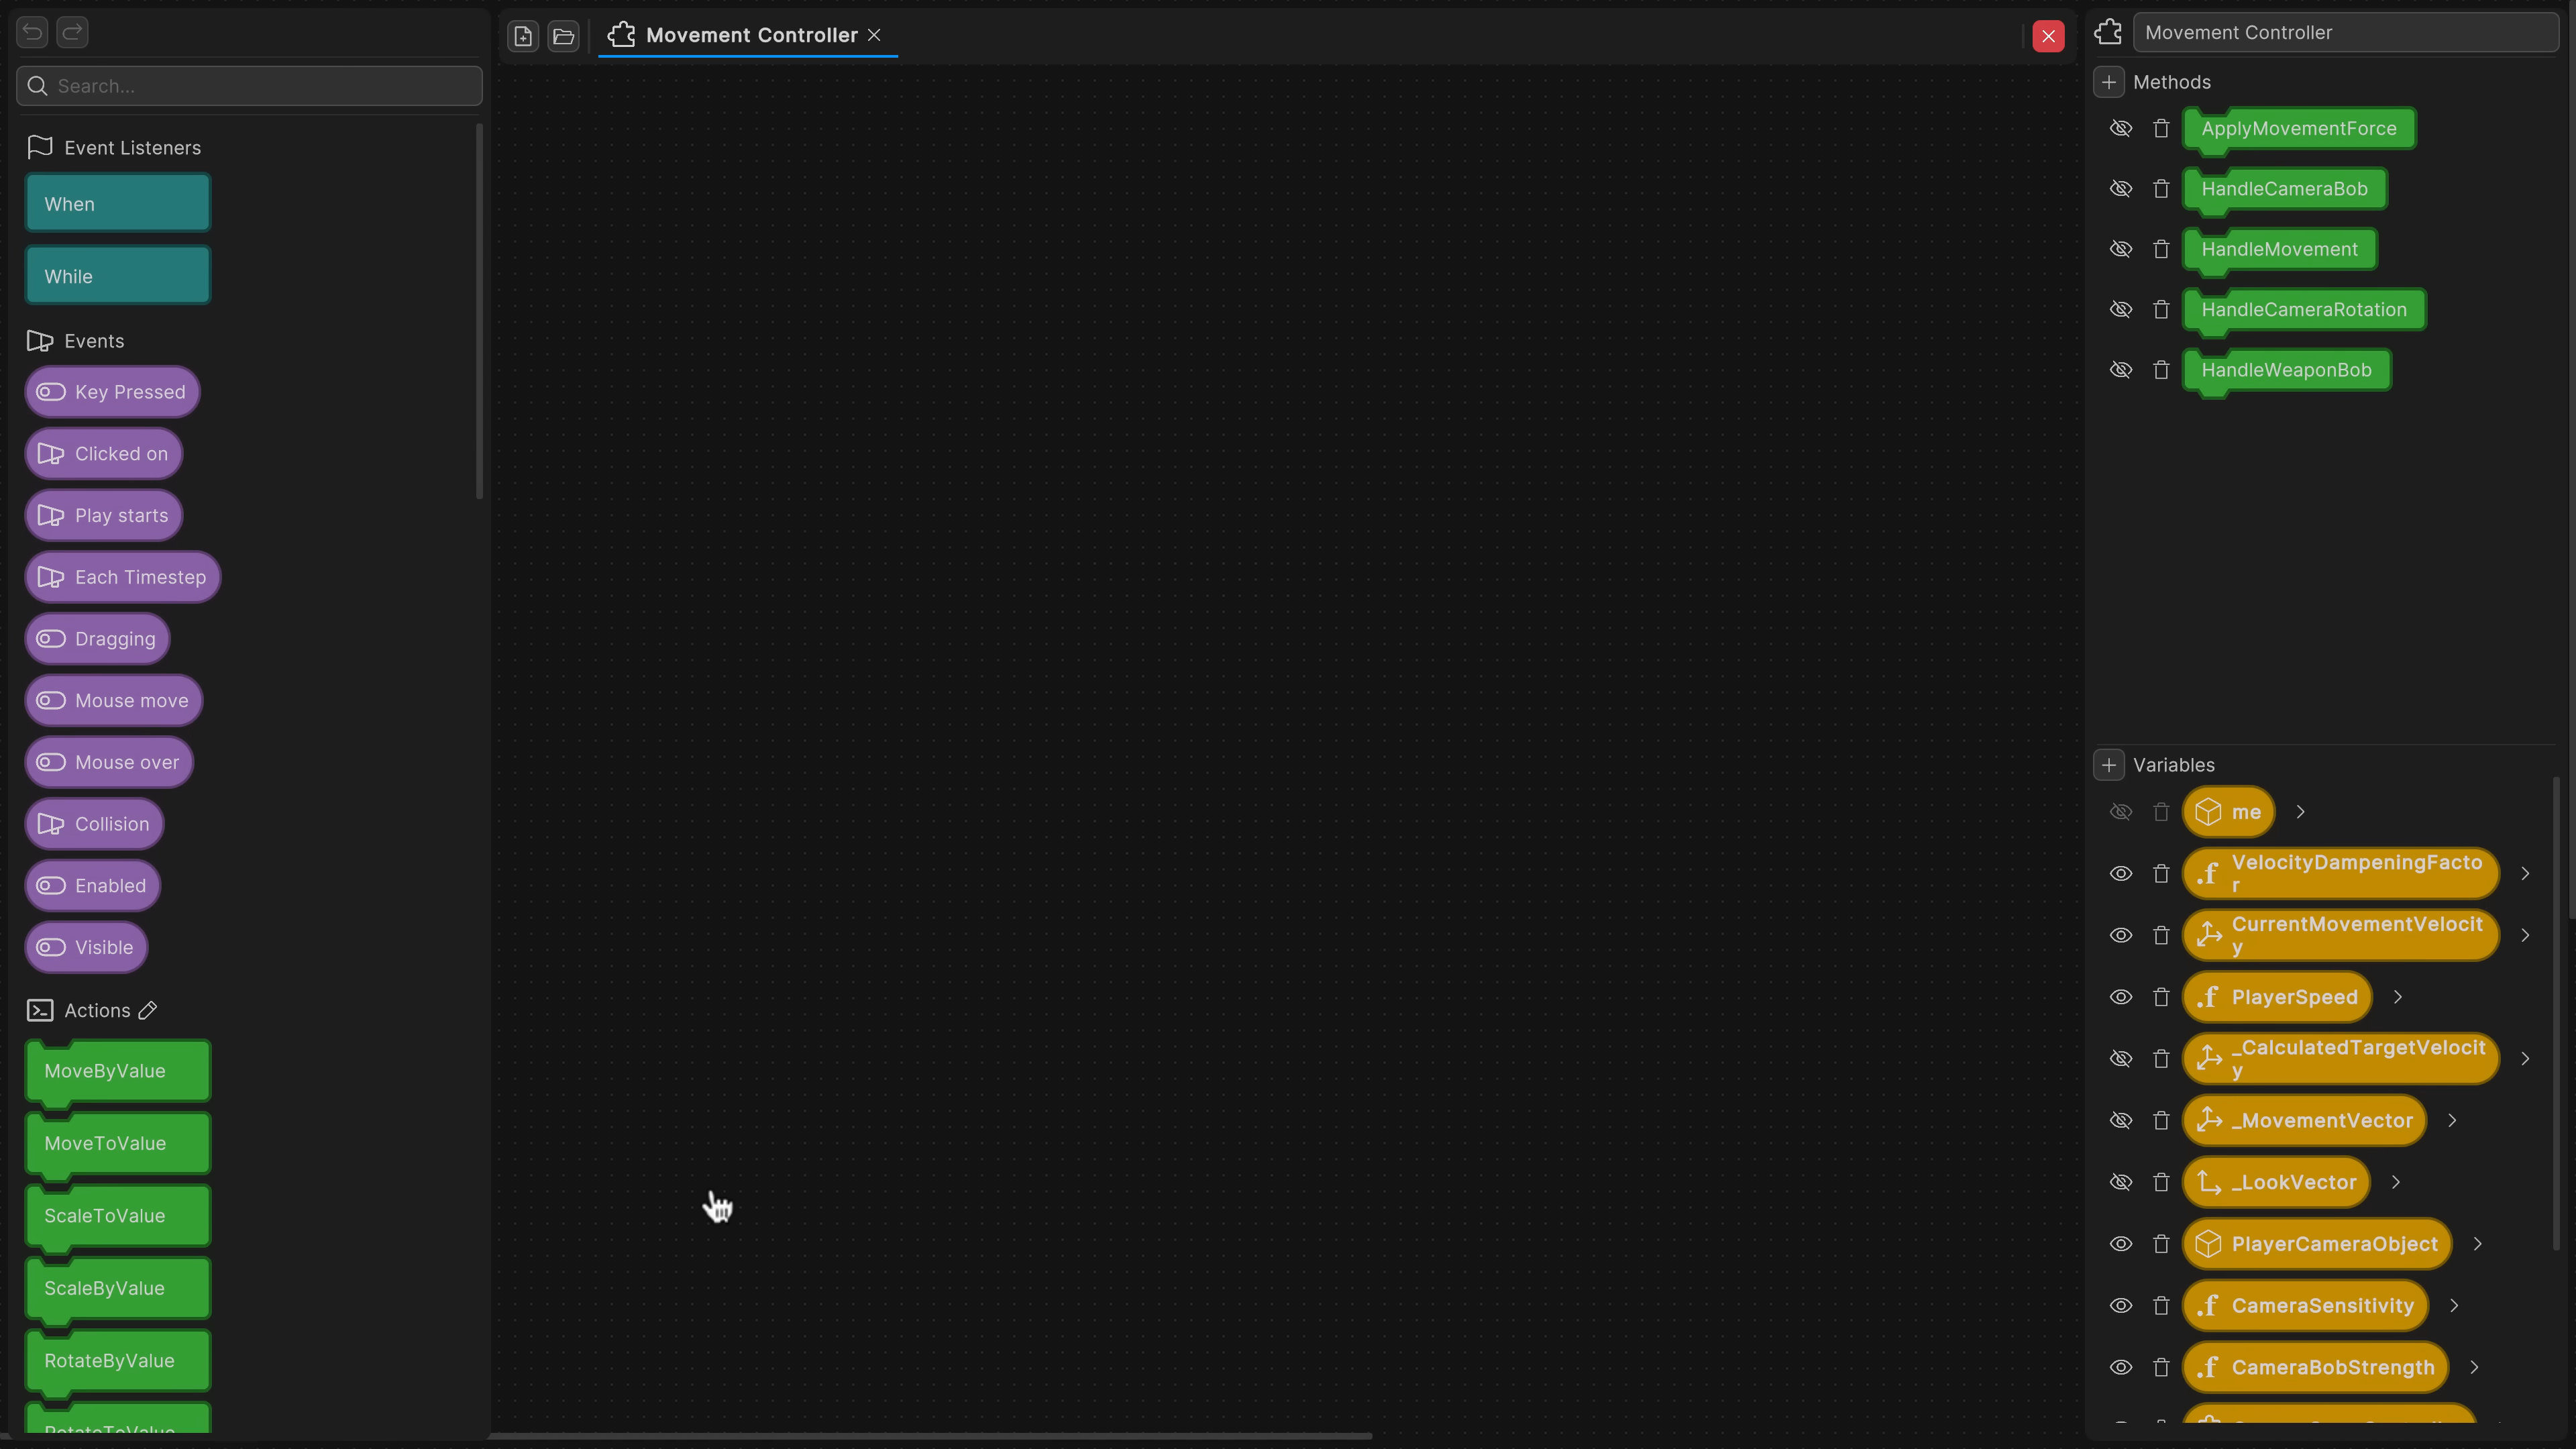 Search...
Event Listeners
When
While
Events
Key Pressed
Clicked on
Play starts
Each Timestep
Dragging
Mouse move
Mouse over
Collision
Enabled
Visible
Actions
MoveByValue
MoveToValue
ScaleToValue
ScaleByValue
RotateByValue
RotateToValue
Movement Controller
Movement Controller
Methods
ApplyMovementForce
HandleCameraBob
HandleMovement
HandleCameraRotation
HandleWeaponBob
Variables
me
.f VelocityDampeningFacto
r
CurrentMovementVelocit
y
.f PlayerSpeed
_CalculatedTargetVelocit
y
_MovementVector
_LookVector
PlayerCameraObject
.f CameraSensitivity
.f CameraBobStrength